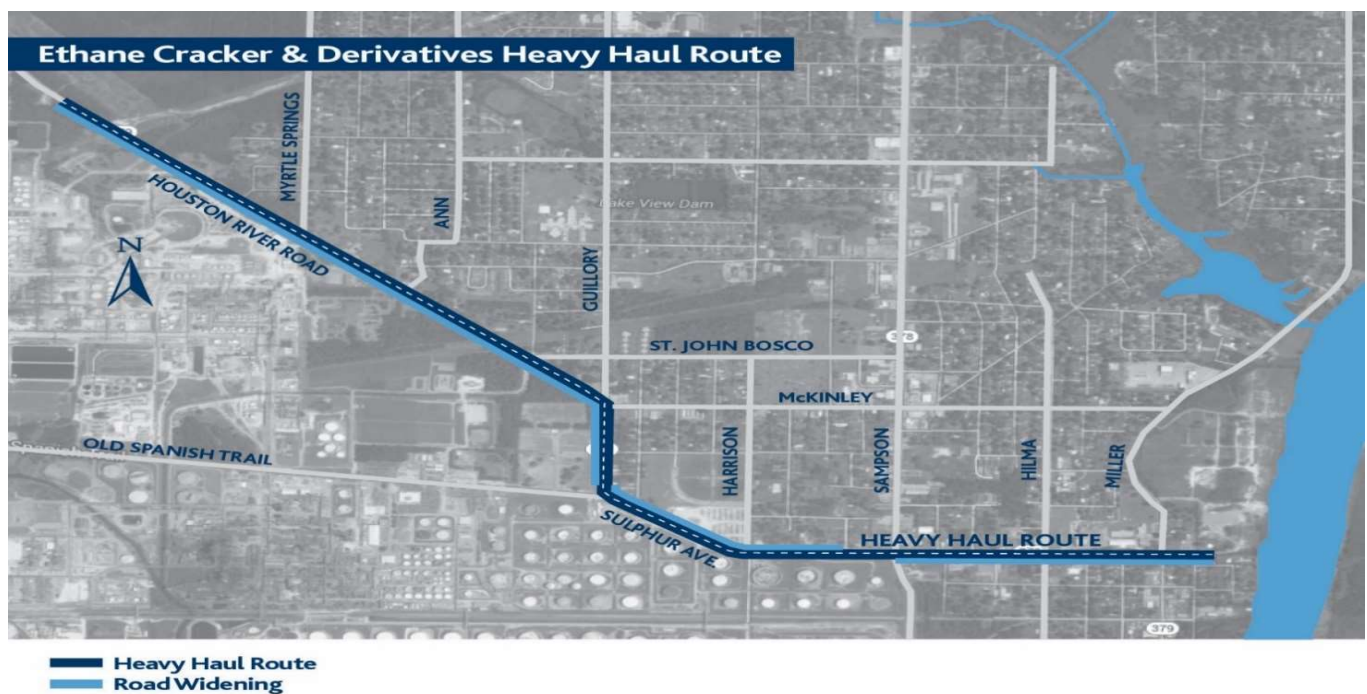 Ethane Cracker & Derivatives Heavy Haul Route
MYRTLE SPRINGS
HOUSTON RIVER ROAD
ANN
Lake View Dam
N
GUILLORY
ST. JOHN BOSCO
378
McKINLEY
OLD SPANISH TRAIL
HARRISON
SAMPSON
HILMA
MILLER
SULPHUR AVE.
HEAVY HAUL ROUTE
379
Heavy Haul Route
Road Widening